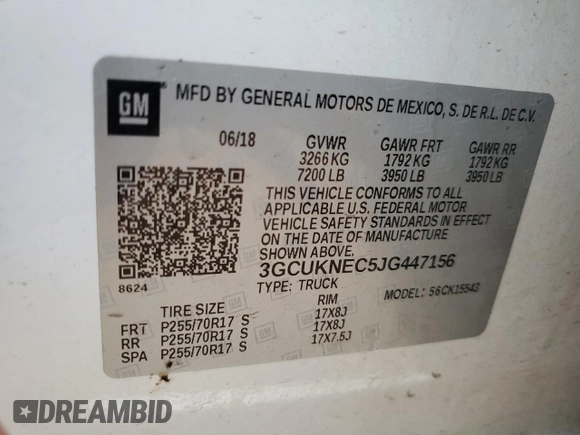 GM
MFD BY GENERAL MOTORS DE MEXICO, S. DE R.L. DE C.V.
06/18 GVWR GAWR FRT GAWR RR
3266 KG 1792 KG 1792 KG
7200 LB 3950 LB 3950 LB
THIS VEHICLE CONFORMS TO ALL
APPLICABLE U.S. FEDERAL MOTOR
VEHICLE SAFETY STANDARDS IN EFFECT
ON THE DATE OF MANUFACTURE SHOWN ABOVE.
3GCUKNEC5JG447156
8624
TYPE: TRUCK MODEL: 56CK15543
TIRE SIZE RIM
FRT P255/70R17 S 17X8J
RR P255/70R17 S 17X8J
SPA P255/70R17 S 17X7.5J
DREAMBID